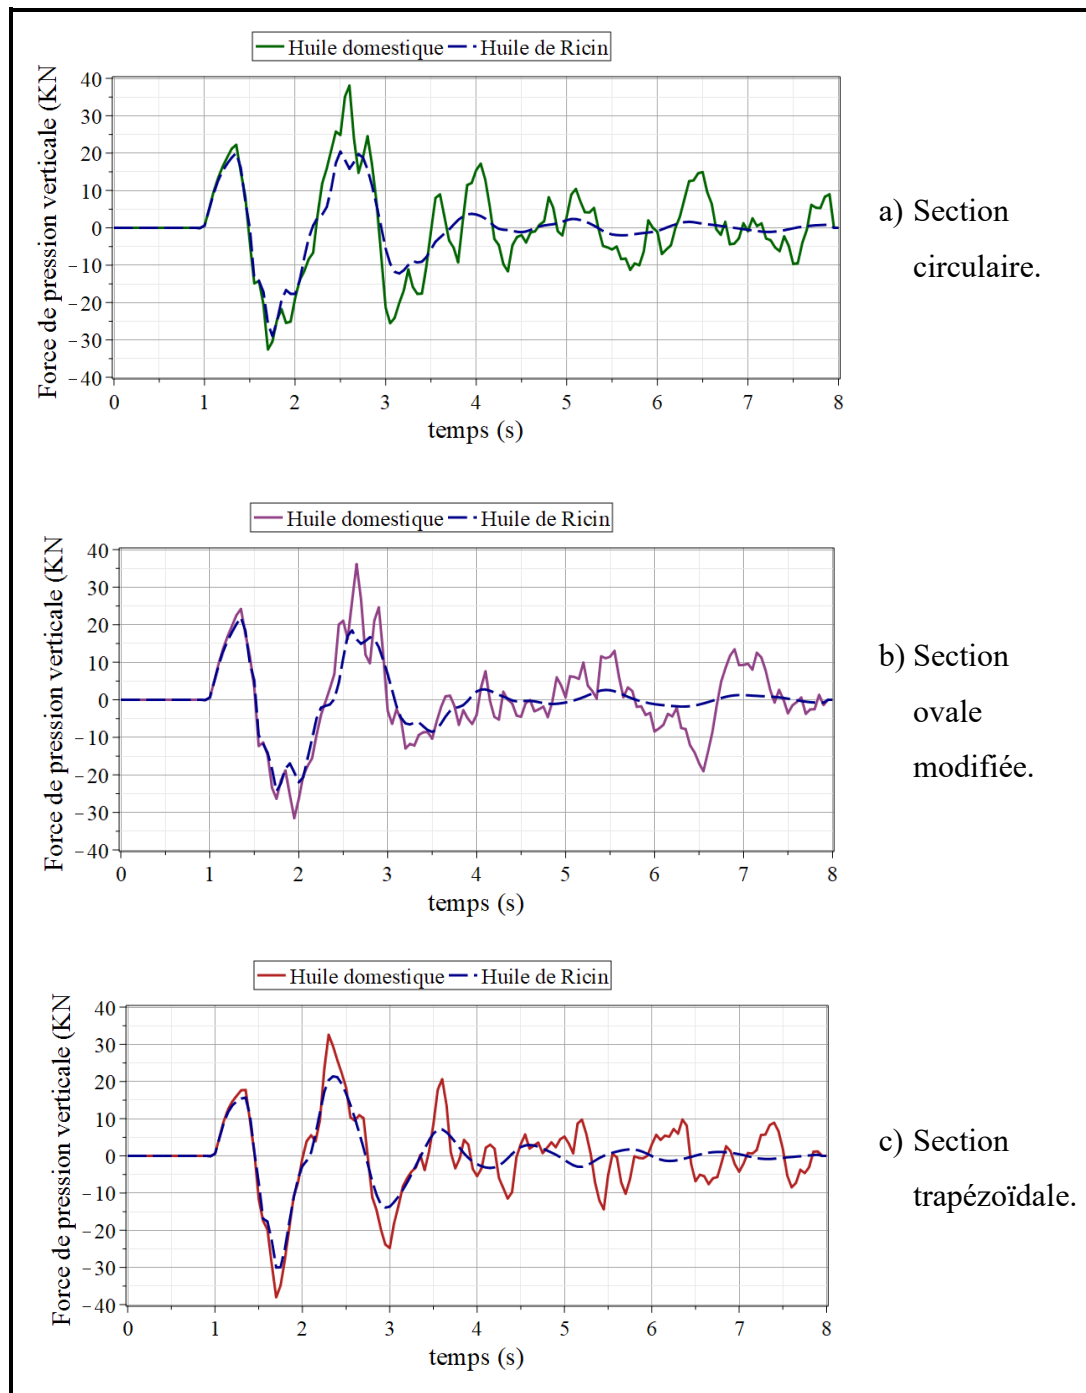 Huile domestique Huile de Ricin
Force de pression verticale (KN
40
30
20
10
0
−10
−20
−30
−40
0 1 2 3 4 5 6 7 8
temps (s)
a) Section
circulaire.
Huile domestique Huile de Ricin
Force de pression verticale (KN
40
30
20
10
0
−10
−20
−30
−40
0 1 2 3 4 5 6 7 8
temps (s)
b) Section
ovale
modifiée.
Huile domestique Huile de Ricin
Force de pression verticale (KN
40
30
20
10
0
−10
−20
−30
−40
0 1 2 3 4 5 6 7 8
temps (s)
c) Section
trapézoïdale.